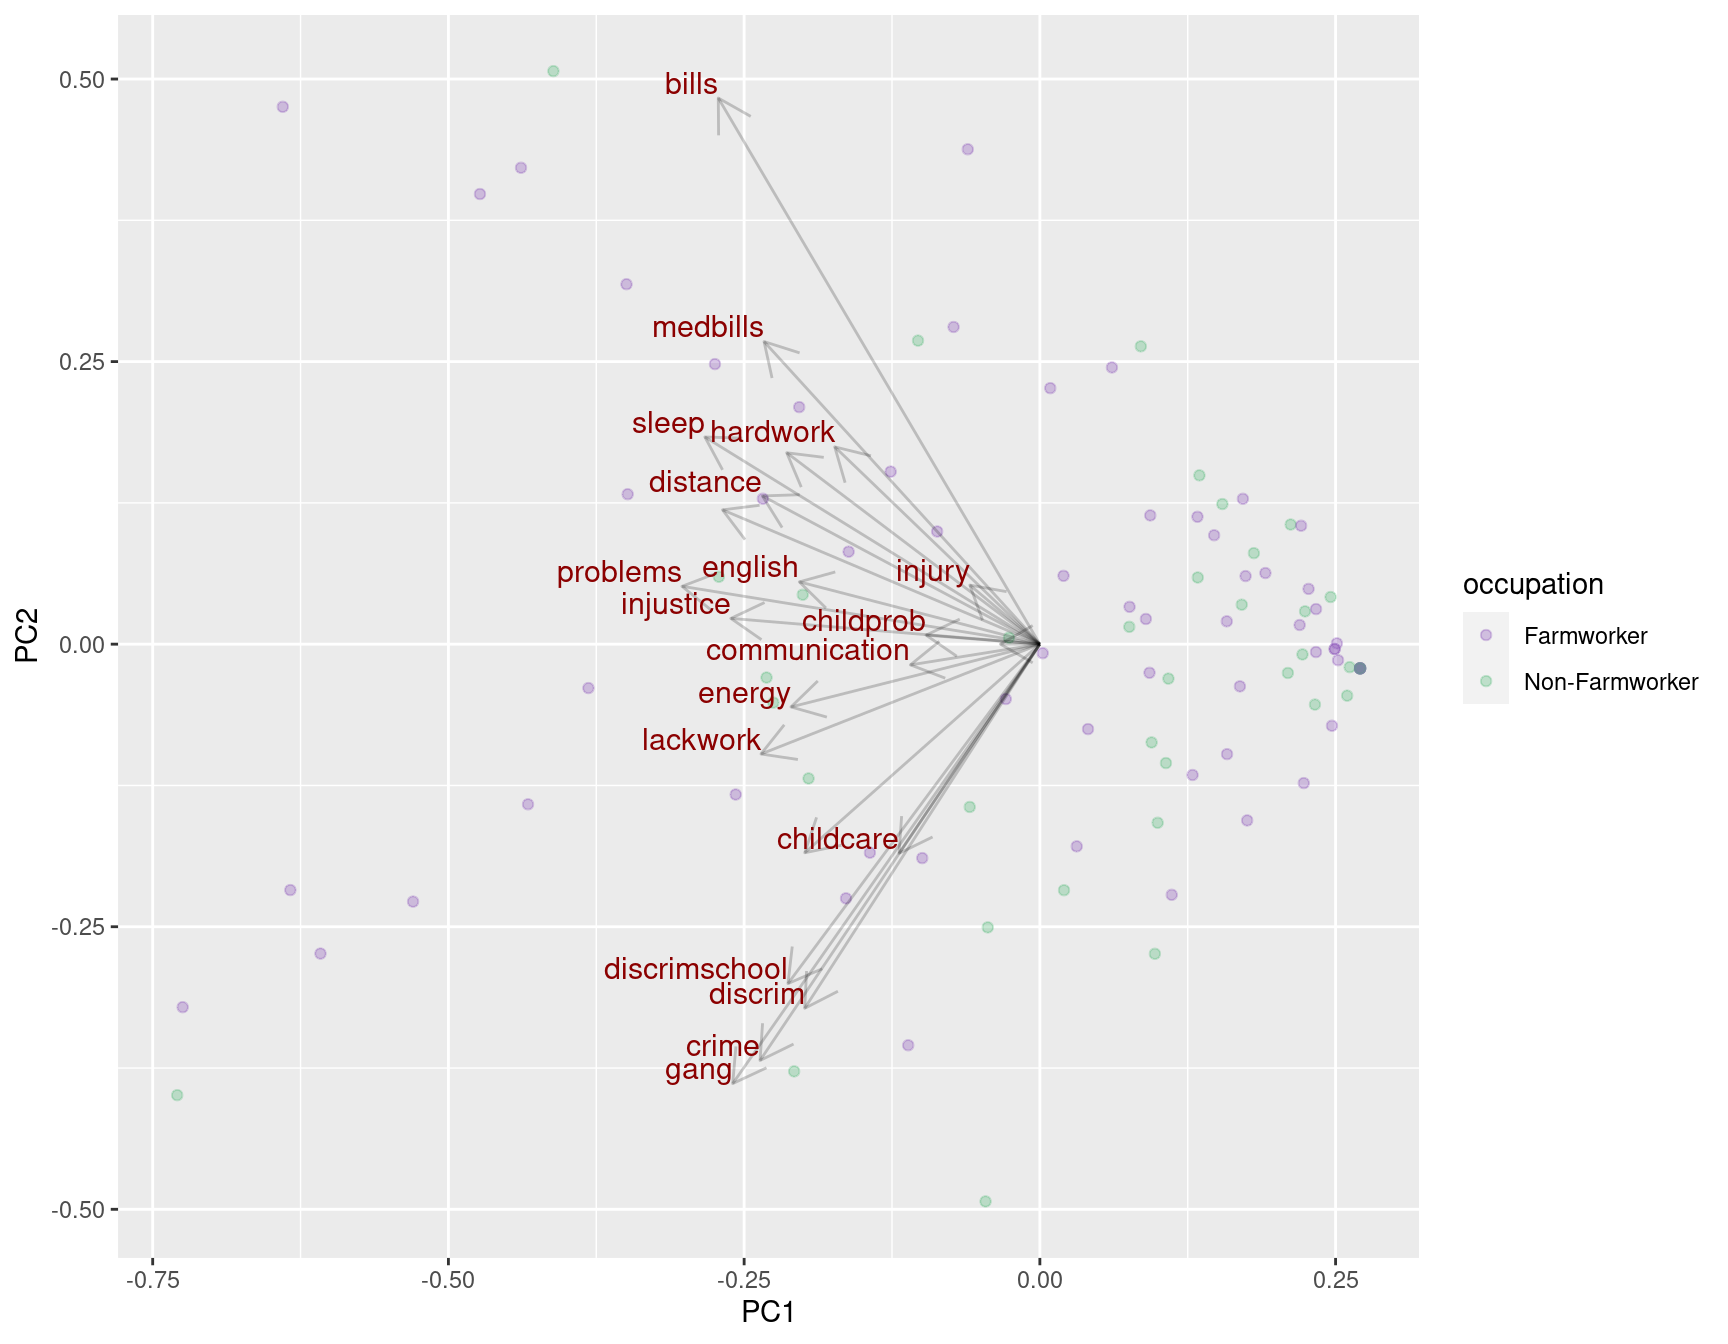 bills
0.50
medbills
0.25
sleep
hardwork
distance
problems
english
injury
injustice
childprob
0.00
communication
energy
lackwork
childcare
-0.25
discrimschool
discrim
crime
gang
-0.50
-0.75
-0.50
-0.25
0.00
0.25
PC1
PC2
occupation
Farmworker
Non-Farmworker